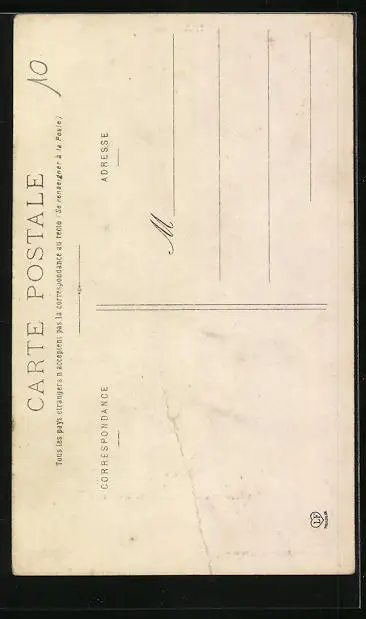 10
CARTE POSTALE
Tous les pays étrangers n'acceptent pas la correspondance au recto (Se renseigner à la Poste)
CORRESPONDANCE
ADRESSE
M
LF